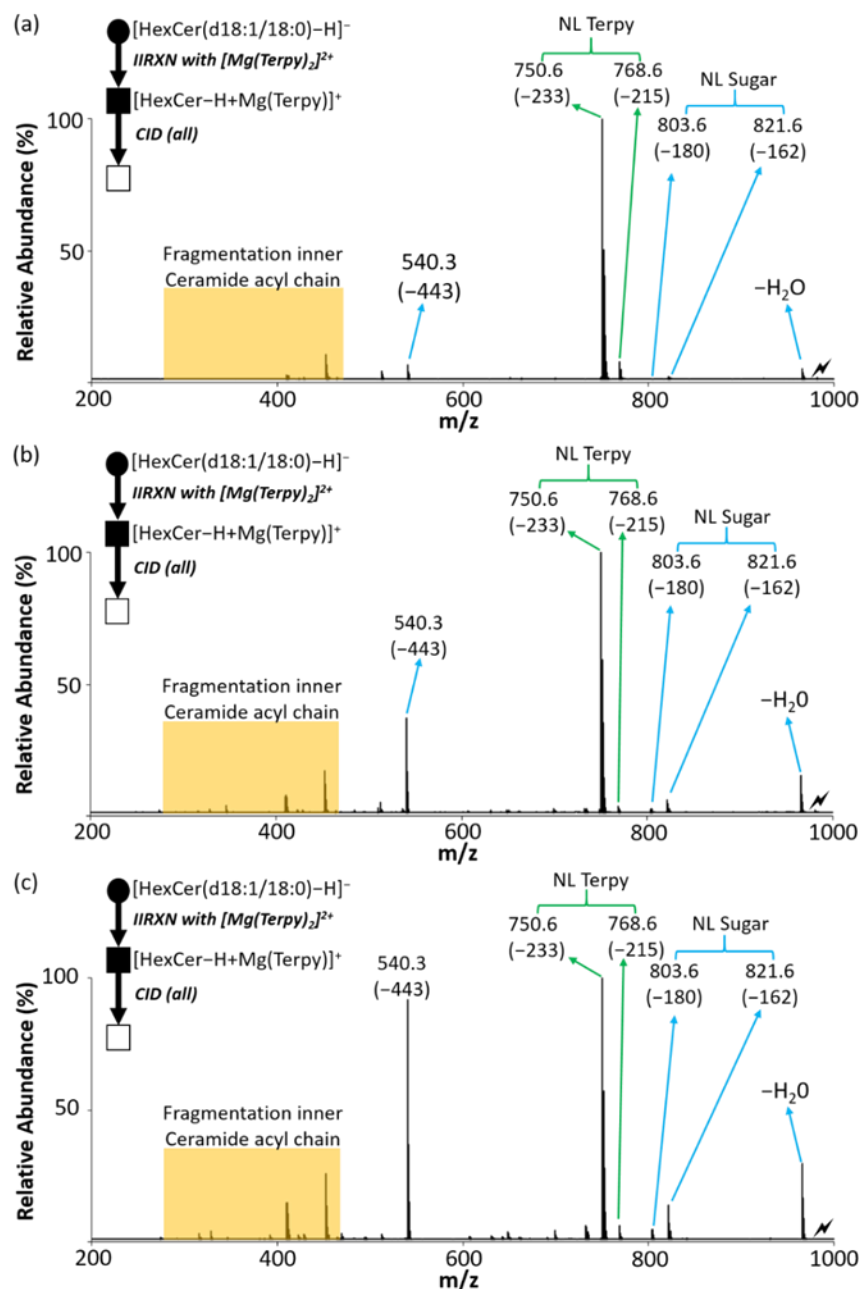 (a)
[HexCer(d18:1/18:0)−H]⁻
IIRXN with [Mg(Terpy)₂]²⁺
[HexCer−H+Mg(Terpy)]⁺
CID (all)
NL Terpy
750.6
(−233)
768.6
(−215)
NL Sugar
803.6
(−180)
821.6
(−162)
Fragmentation inner
Ceramide acyl chain
540.3
(−443)
−H₂O
Relative Abundance (%)
100
50
200
400
600
800
1000
m/z
(b)
[HexCer(d18:1/18:0)−H]⁻
IIRXN with [Mg(Terpy)₂]²⁺
[HexCer−H+Mg(Terpy)]⁺
CID (all)
NL Terpy
750.6
(−233)
768.6
(−215)
NL Sugar
803.6
(−180)
821.6
(−162)
540.3
(−443)
Fragmentation inner
Ceramide acyl chain
−H₂0
Relative Abundance (%)
100
50
200
400
600
800
1000
m/z
(c)
[HexCer(d18:1/18:0)−H]⁻
IIRXN with [Mg(Terpy)₂]²⁺
[HexCer−H+Mg(Terpy)]⁺
CID (all)
NL Terpy
750.6
(−233)
768.6
(−215)
NL Sugar
803.6
(−180)
821.6
(−162)
540.3
(−443)
Fragmentation inner
Ceramide acyl chain
−H₂0
Relative Abundance (%)
100
50
200
400
600
800
1000
m/z